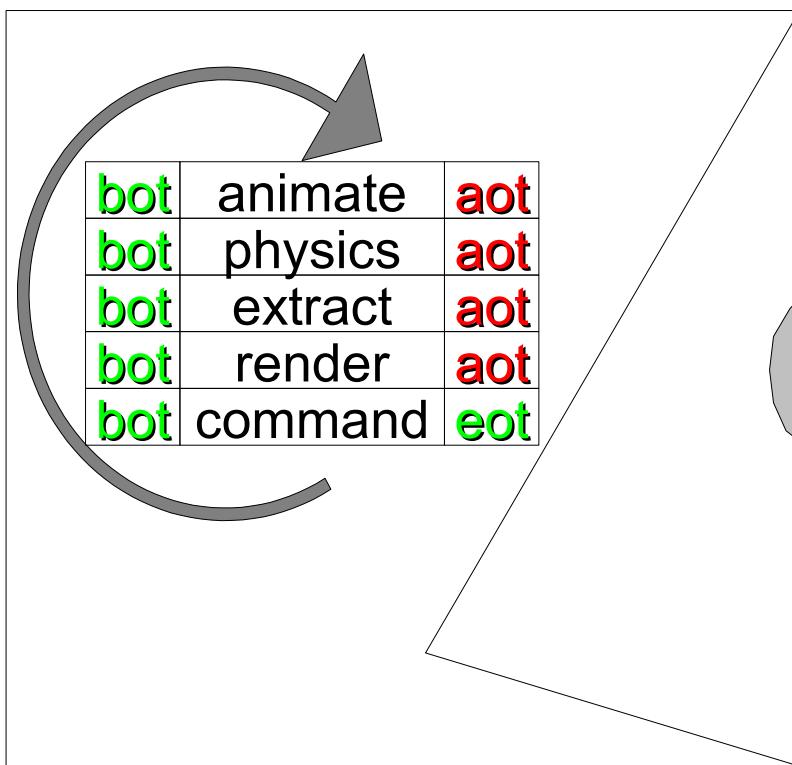 bot animate aot
bot physics aot
bot extract aot
bot render aot
bot command eot